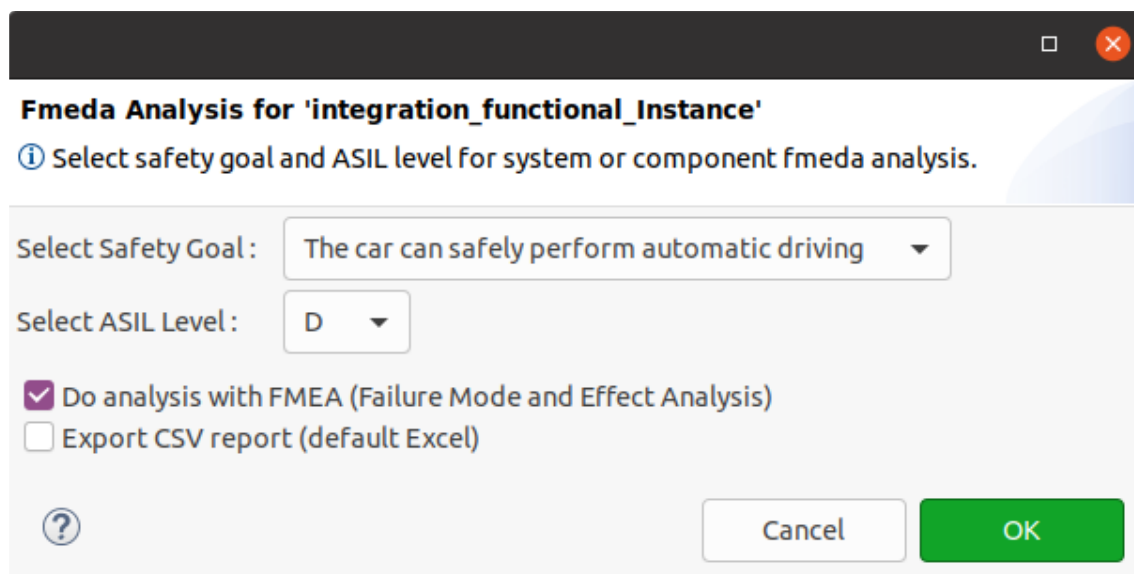 Fmeda Analysis for 'integration_functional_Instance'
Select safety goal and ASIL level for system or component fmeda analysis.
Select Safety Goal : The car can safely perform automatic driving
Select ASIL Level : D
Do analysis with FMEA (Failure Mode and Effect Analysis)
Export CSV report (default Excel)
? Cancel OK